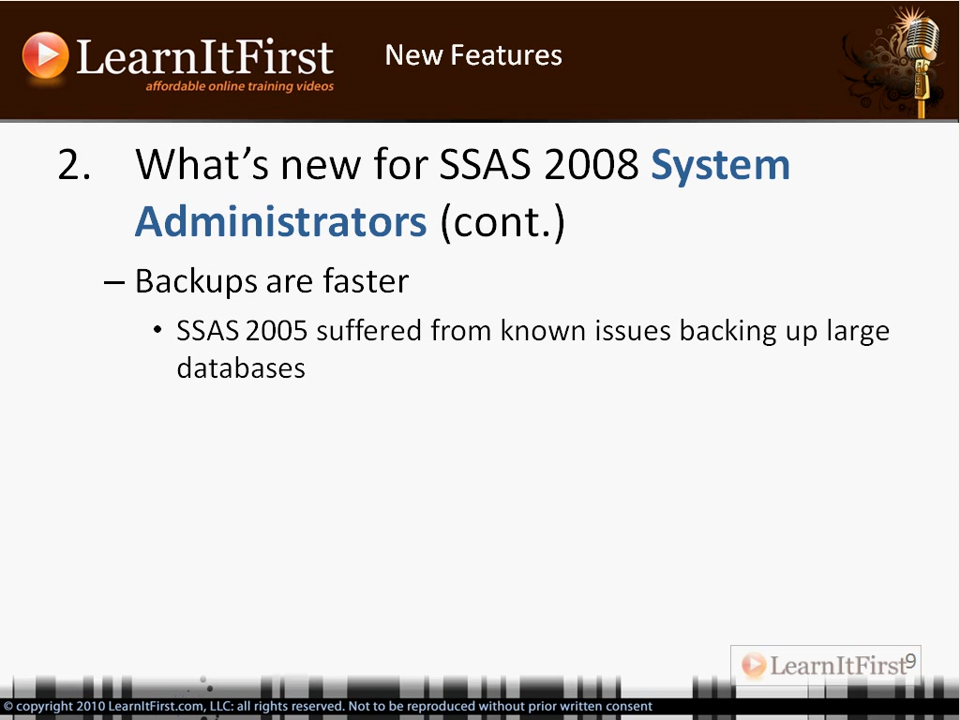 LearnItFirst
affordable online training videos
New Features
2. What's new for SSAS 2008 System
Administrators (cont.)
– Backups are faster
• SSAS 2005 suffered from known issues backing up large
databases
LearnItFirst
9
© copyright 2010 LearnItFirst.com, LLC: all rights reserved. Not to be reproduced without prior written consent